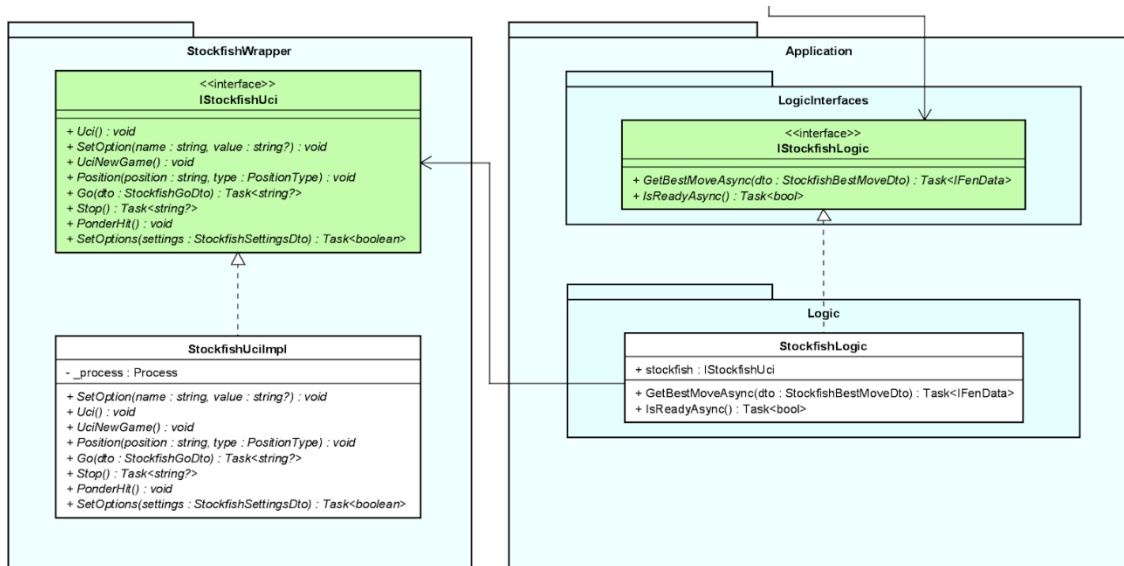 StockfishWrapper
<<interface>>
IStockfishUci
+ Uci() : void
+ SetOption(name : string, value : string?) : void
+ UciNewGame() : void
+ Position(position : string, type : PositionType) : void
+ Go(dto : StockfishGoDto) : Task<string?>
+ Stop() : Task<string?>
+ PonderHit() : void
+ SetOptions(settings : StockfishSettingsDto) : Task<boolean>
StockfishUciImpl
- _process : Process
+ SetOption(name : string, value : string?) : void
+ Uci() : void
+ UciNewGame() : void
+ Position(position : string, type : PositionType) : void
+ Go(dto : StockfishGoDto) : Task<string?>
+ Stop() : Task<string?>
+ PonderHit() : void
+ SetOptions(settings : StockfishSettingsDto) : Task<boolean>
Application
LogicInterfaces
<<interface>>
IStockfishLogic
+ GetBestMoveAsync(dto : StockfishBestMoveDto) : Task<IFenData>
+ IsReadyAsync() : Task<bool>
Logic
StockfishLogic
+ stockfish : IStockfishUci
+ GetBestMoveAsync(dto : StockfishBestMoveDto) : Task<IFenData>
+ IsReadyAsync() : Task<bool>